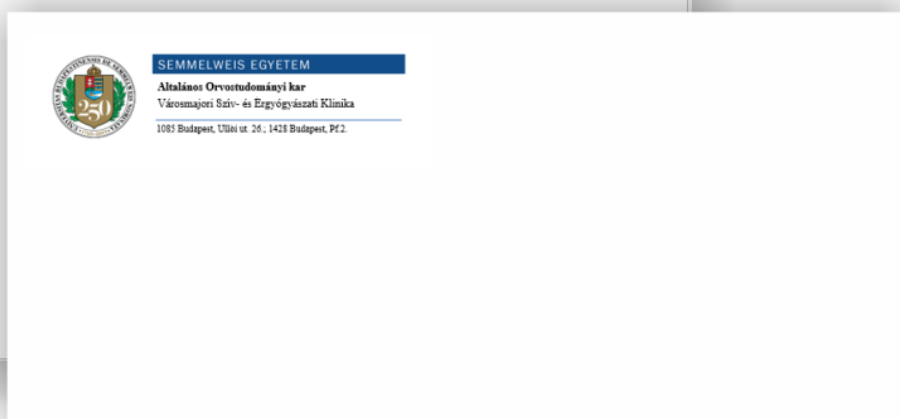 SEMMELWEIS EGYETEM
Általános Orvostudományi kar
Városmajori Szív- és Érgyógyászati Klinika
1085 Budapest, Üllői út. 26.; 1428 Budapest, Pf.2.
250